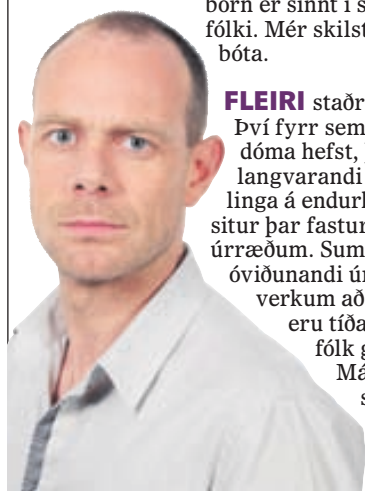 börn er sinnt í s
fólki. Mér skilst
bóta.
FLEIRI staðr
Því fyrr sem
dóma hefst,
langvarandi
linga á endurh
situr þar fastur
úrræðum. Sum
óviðunandi úr
verkum að
eru tíða
fólk g
Má
s